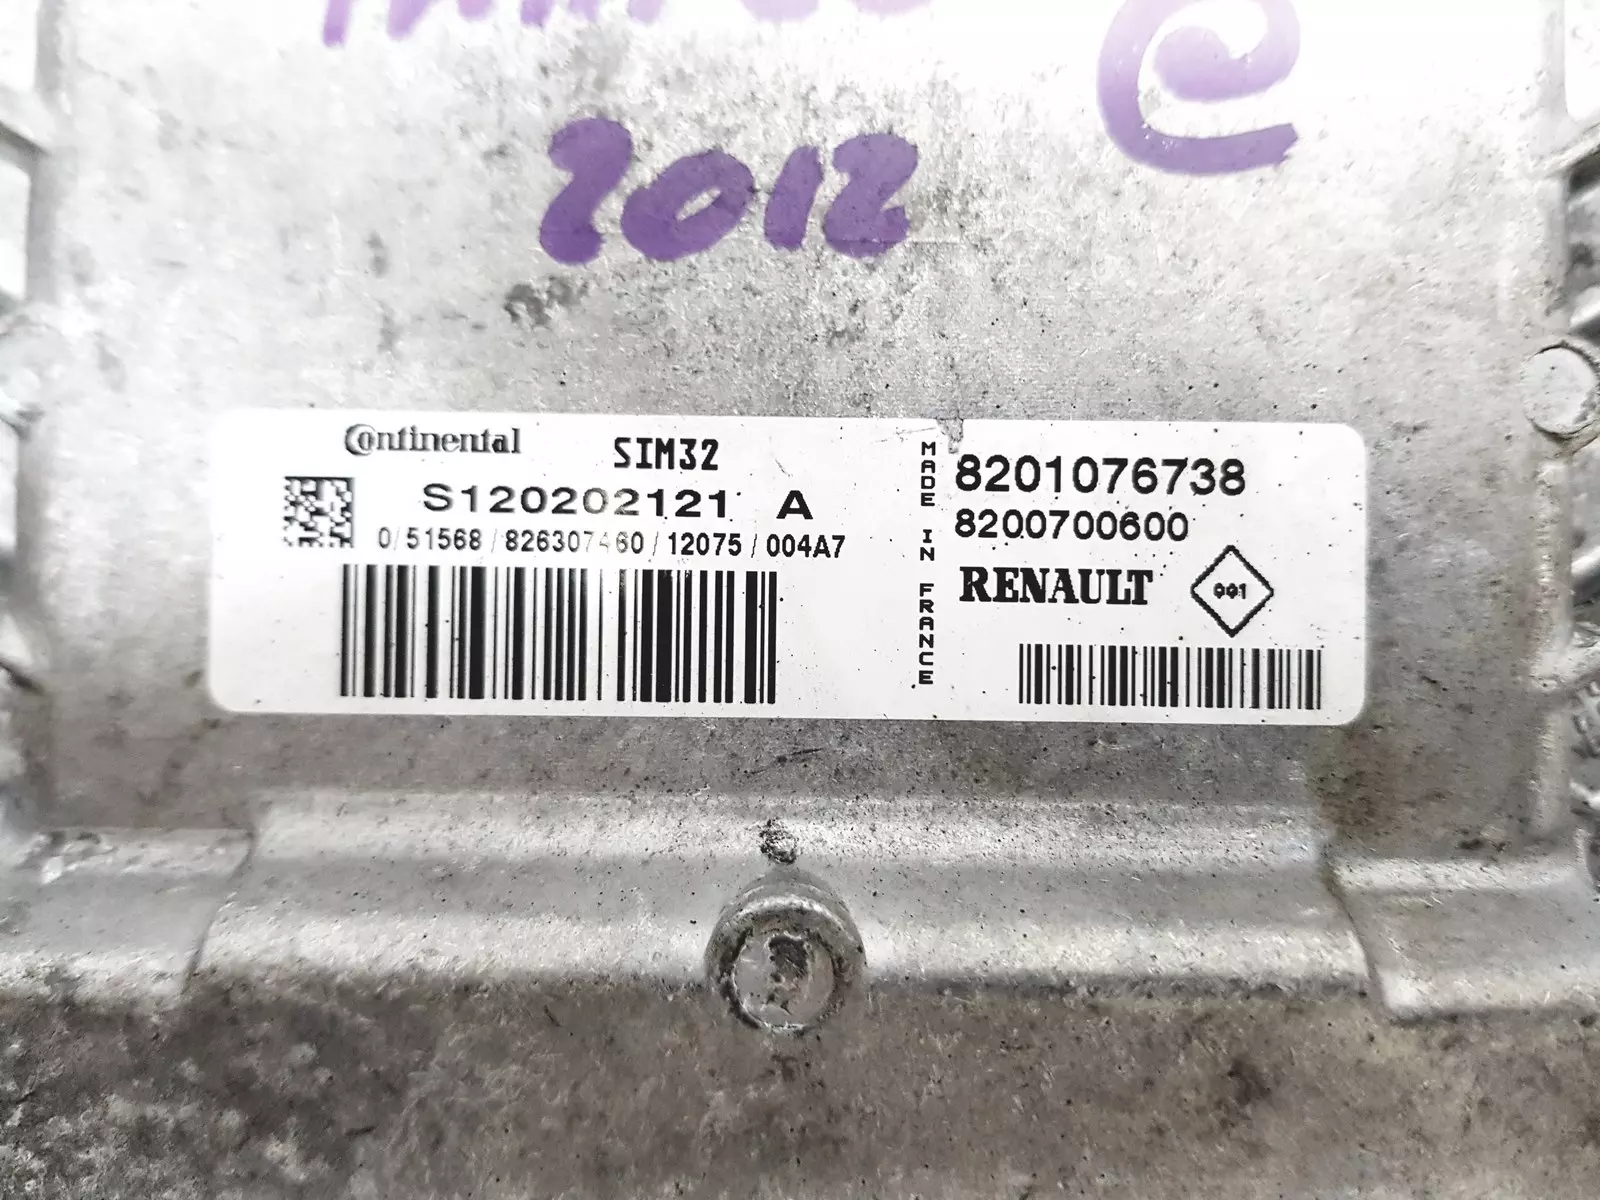 2012
Continental SIM32
S120202121 A
0/51568/826307460/12075/004A7
MADE IN FRANCE
8201076738
8200700600
RENAULT
001